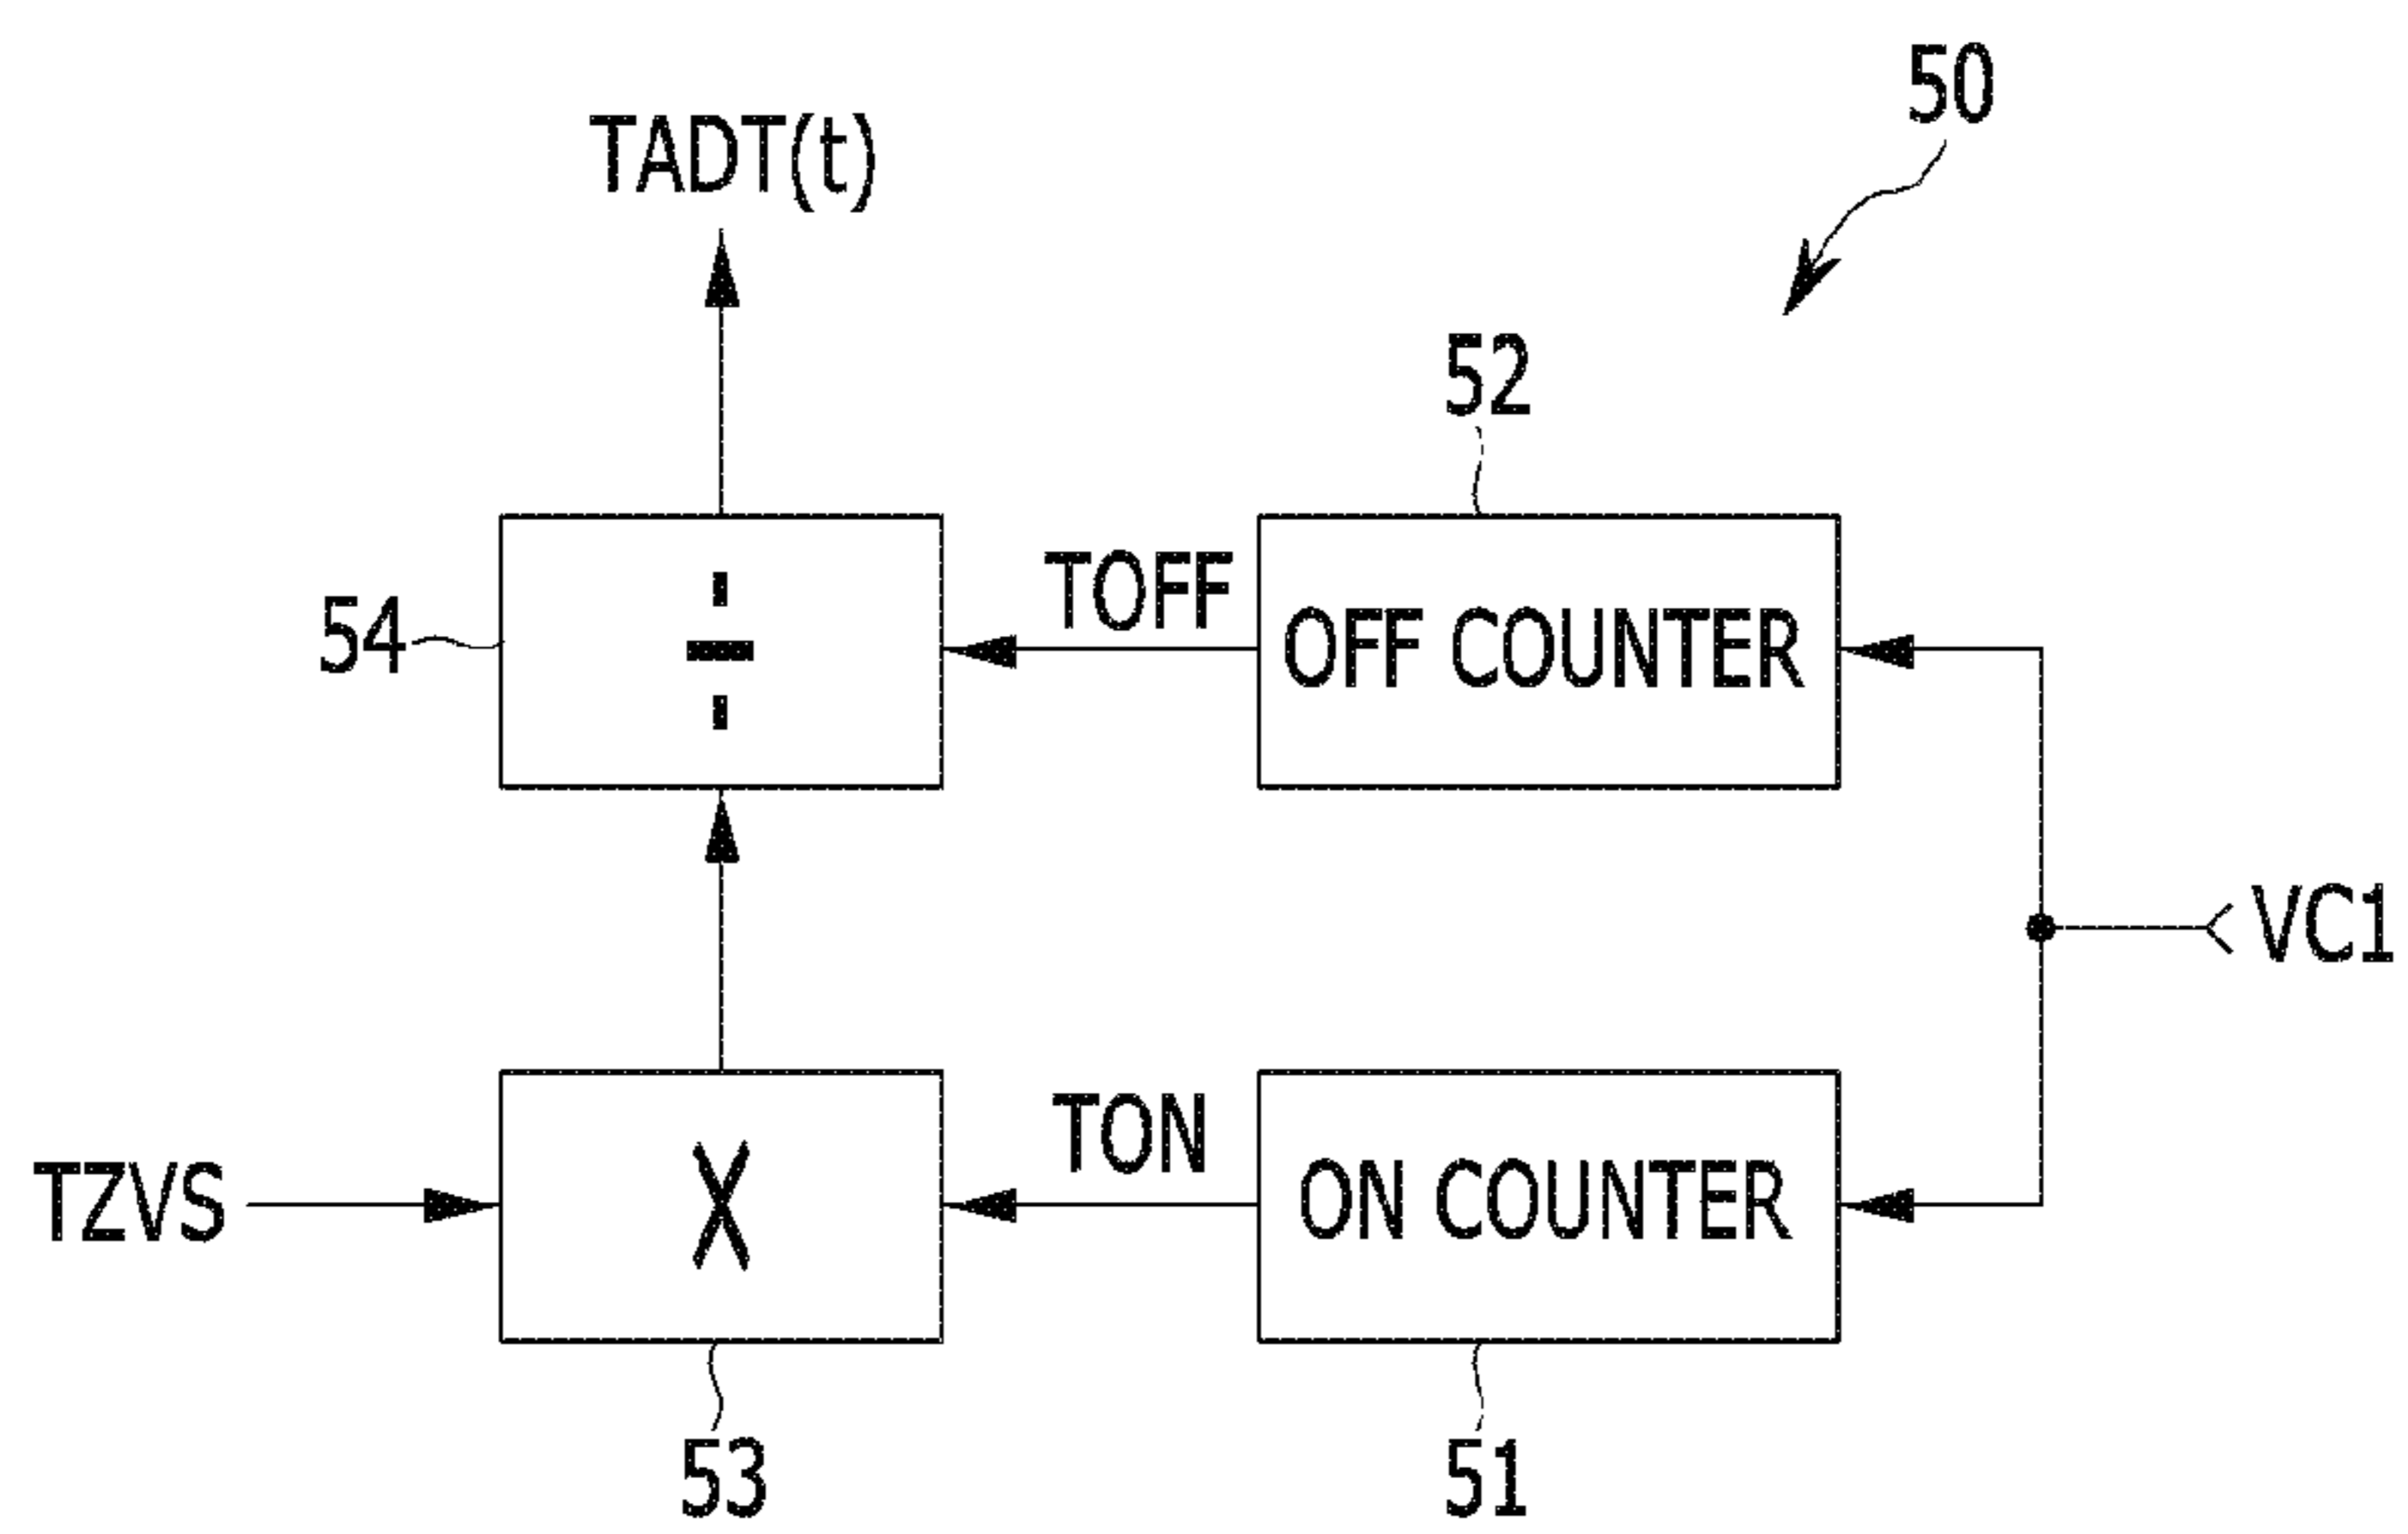 50
TADT(t)
52
54
÷
TOFF
OFF COUNTER
VC1
TZVS
X
TON
ON COUNTER
53
51